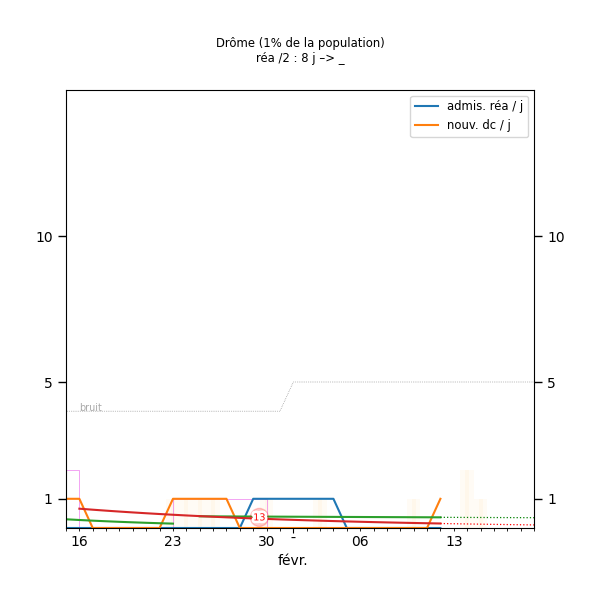 Drôme (1% de la population)
réa /2 : 8 j –> _
admis. réa / j
nouv. dc / j
10
10
5
5
bruit
1
1
13
16
23
30
-
06
13
févr.